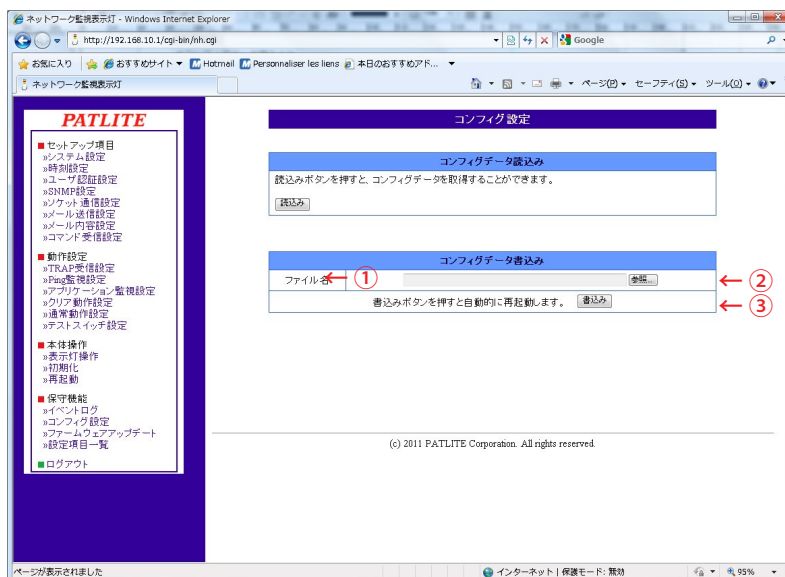 ネットワーク監視表示灯 - Windows Internet Explorer
http://192.168.10.1/cgi-bin/nh.cgi
Google
お気に入り
おすすめサイト ▼
Hotmail
Personnaliser les liens
本日のおすすめアド... ▼
ネットワーク監視表示灯
ページ(P) ▼ セーフティ(S) ▼ ツール(O) ▼
PATLITE
■ セットアップ項目
»システム設定
»時刻設定
»ユーザ認証設定
»SNMP設定
»ソケット通信設定
»メール送信設定
»メール内容設定
»コマンド受信設定
■ 動作設定
»TRAP受信設定
»Ping監視設定
»アプリケーション監視設定
»クリア動作設定
»通常動作設定
»テストスイッチ設定
■ 本体操作
»表示灯操作
»初期化
»再起動
■ 保守機能
»イベントログ
»コンフィグ設定
»ファームウェアアップデート
»設定項目一覧
■ ログアウト
コンフィグ設定
コンフィグデータ読込み
読込みボタンを押すと、コンフィグデータを取得することができます。
読込み
コンフィグデータ書込み
ファイル名 ← ① 参照... ← ②
書込みボタンを押すと自動的に再起動します。 書込み ← ③
(c) 2011 PATLITE Corporation. All rights reserved.
ページが表示されました
インターネット | 保護モード: 無効
95%